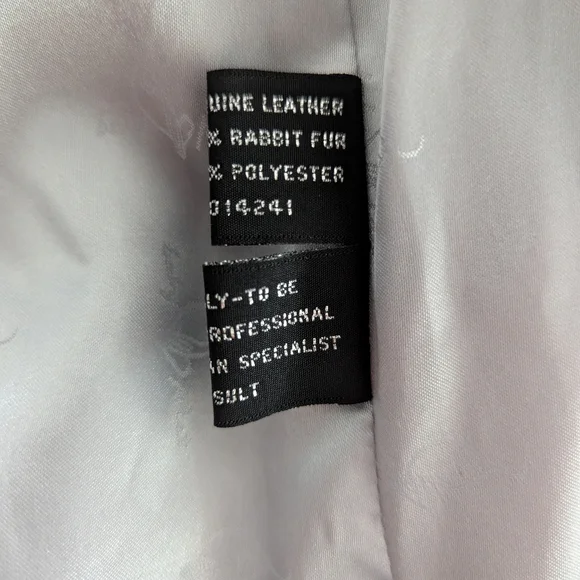 UINE LEATHER
% RABBIT FUR
% POLYESTER
014241
LY-TO BE
ROFESSIONAL
AN SPECIALIST
SULT